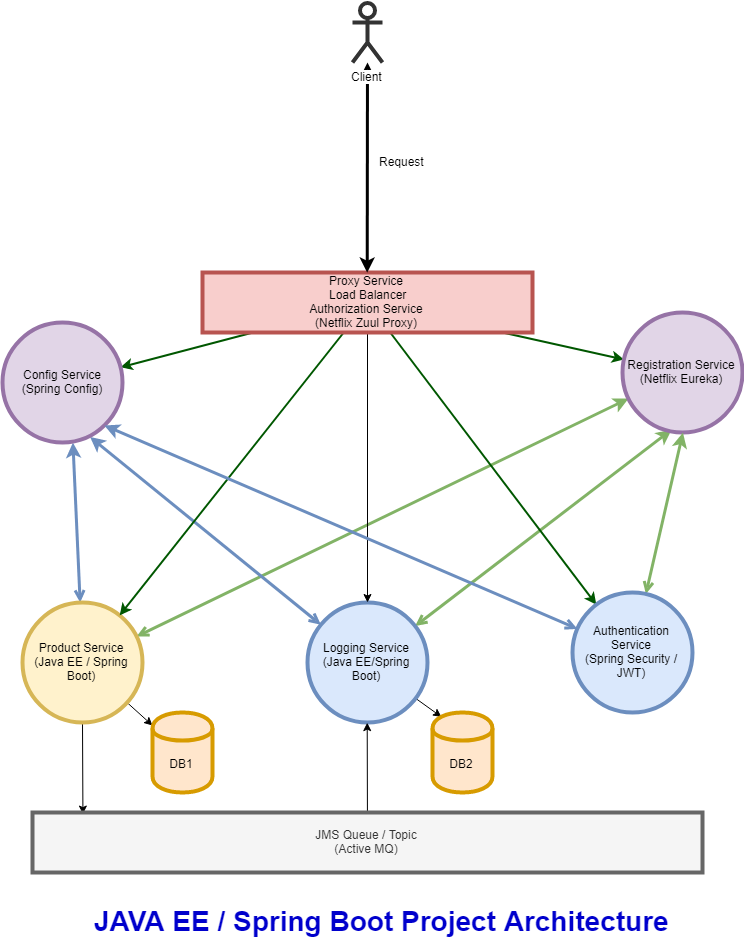 Client
Request
Proxy Service
Load Balancer
Authorization Service
(Netflix Zuul Proxy)
Config Service
(Spring Config)
Registration Service
(Netflix Eureka)
Product Service
(Java EE / Spring
Boot)
Logging Service
(Java EE/Spring
Boot)
Authentication
Service
(Spring Security /
JWT)
DB1
DB2
JMS Queue / Topic
(Active MQ)
JAVA EE / Spring Boot Project Architecture